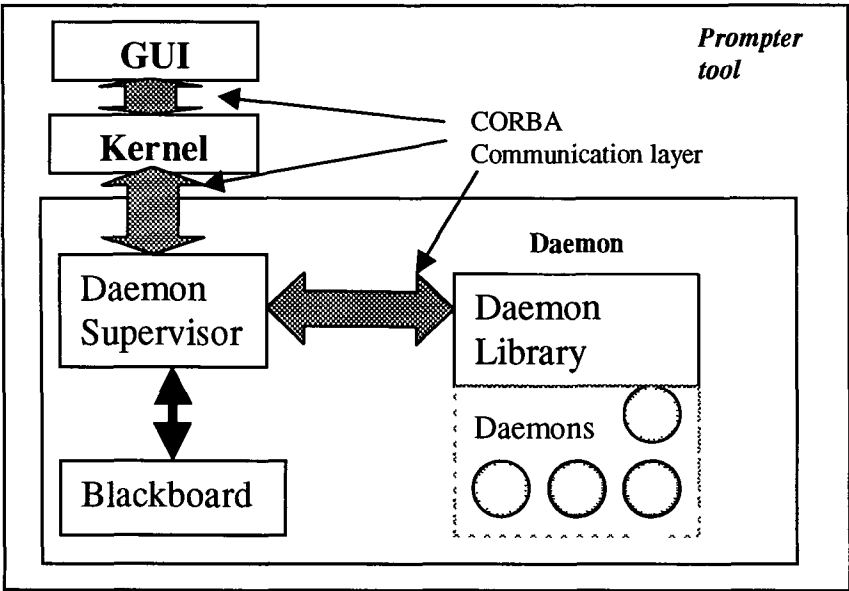 GUI
Prompter
tool
Kernel
CORBA
Communication layer
Daemon
Daemon
Supervisor
Daemon
Library
Daemons
Blackboard